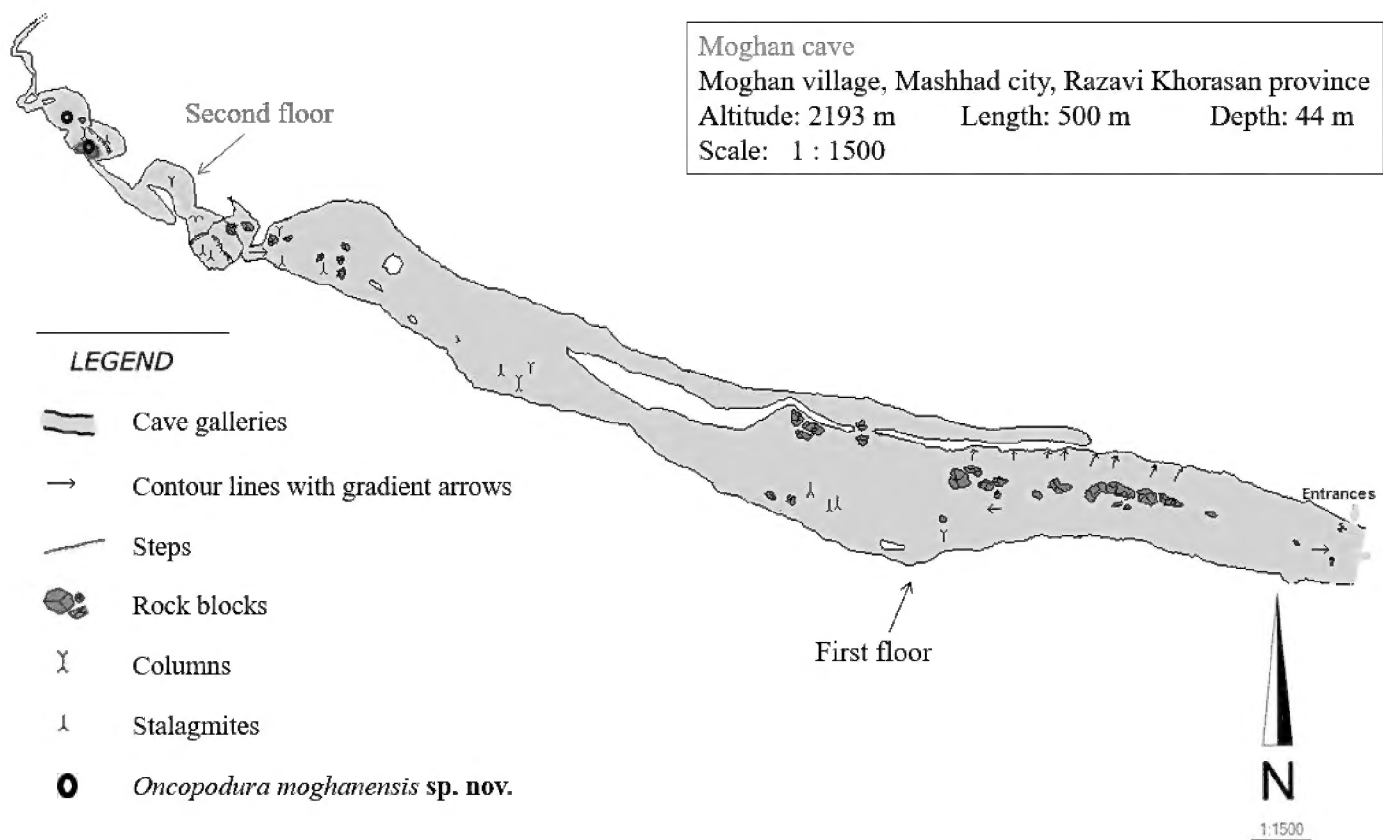 Moghan cave
Moghan village, Mashhad city, Razavi Khorasan province
Altitude: 2193 m Length: 500 m Depth: 44 m
Scale: 1 : 1500
Second floor
LEGEND
Cave galleries
Contour lines with gradient arrows
Steps
Rock blocks
Columns
Stalagmites
Oncopodura moghanensis sp. nov.
Entrances
First floor
N
1:1500